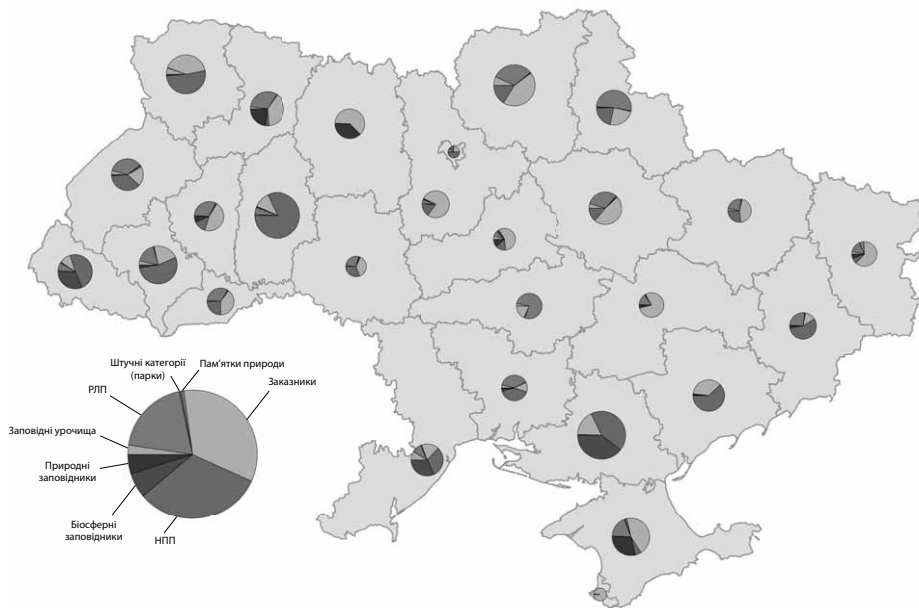 Штучні категорії
(парки)
Пам'ятки природи
Заказники
РЛП
Заповідні урочища
Природні
заповідники
Біосферні
заповідники
НПП